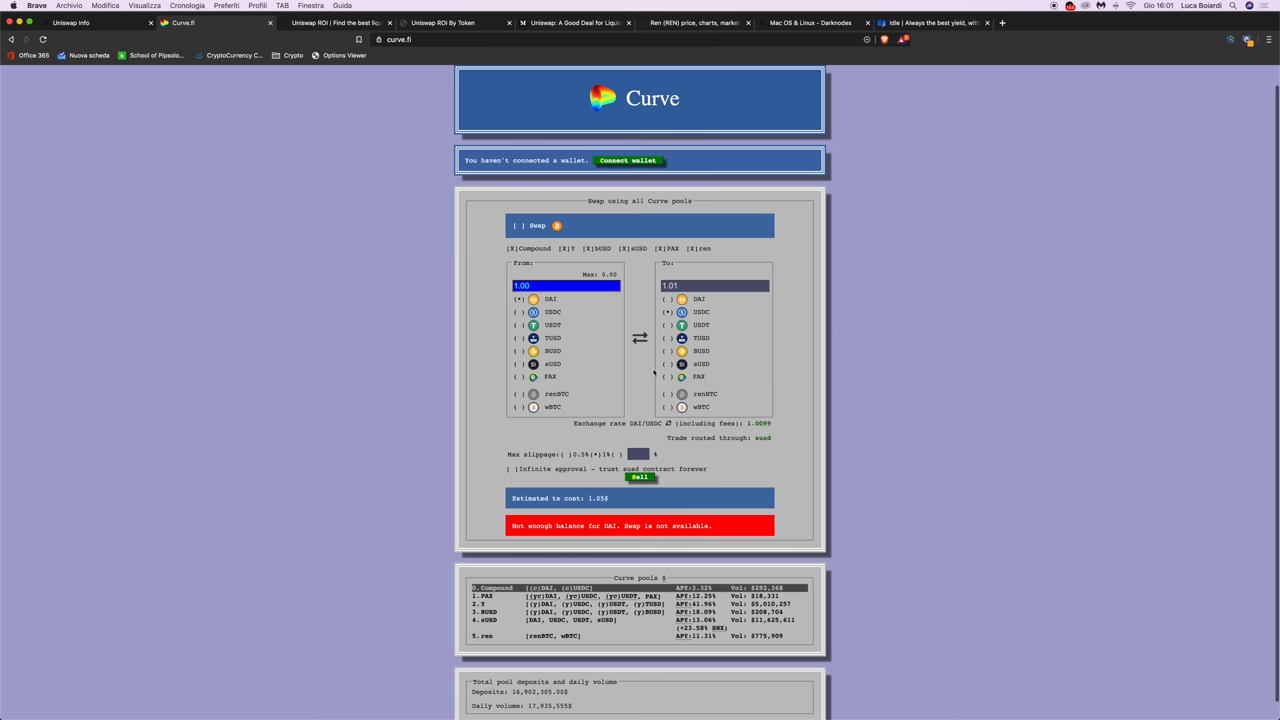 Brave Archivio Modifica Visualizza Cronologia Preferiti Profili TAB Finestra Guida Gio 16:01 Luca Boiardi
Uniswap Info Curve.fi Uniswap ROI | Find the best liq Uniswap ROI By Token Uniswap: A Good Deal for Liquid Ren (REN) price, charts, market Mac OS & Linux - Darknodes Idle | Always the best yield, with
curve.fi
Office 365 Nuova scheda School of Pipsolo... CryptoCurrency C... Crypto Options Viewer
Curve
You haven't connected a wallet. Connect wallet
Swap using all Curve pools
[ ] Swap
[X]Compound [X]Y [X]bUSD [X]sUSD [X]PAX [X]ren
From: To:
Max: 0.00
1.00 1.01
(•) DAI ( ) DAI
( ) USDC (•) USDC
( ) USDT ( ) USDT
( ) TUSD ( ) TUSD
( ) BUSD ( ) BUSD
( ) sUSD ( ) sUSD
( ) PAX ( ) PAX
( ) renBTC ( ) renBTC
( ) wBTC ( ) wBTC
Exchange rate DAI/USDC (including fees): 1.0099
Trade routed through: susd
Max slippage:( )0.5%(•)1%( ) %
[ ]Infinite approval - trust susd contract forever
Sell
Estimated tx cost: 1.05$
Not enough balance for DAI. Swap is not available.
Curve pools $
0.Compound [(c)DAI, (c)USDC] APY:3.32% Vol: $292,368
1.PAX [(yc)DAI, (yc)USDC, (yc)USDT, PAX] APY:12.25% Vol: $18,331
2.Y [(y)DAI, (y)USDC, (y)USDT, (y)TUSD] APY:41.96% Vol: $5,010,257
3.BUSD [(y)DAI, (y)USDC, (y)USDT, (y)BUSD] APY:18.09% Vol: $208,704
4.sUSD [DAI, USDC, USDT, sUSD] APY:13.06% Vol: $11,625,611
(+23.58% SNX)
5.ren [renBTC, wBTC] APY:11.31% Vol: $775,909
Total pool deposits and daily volume
Deposits: 16,902,305.00$
Daily volume: 17,935,555$